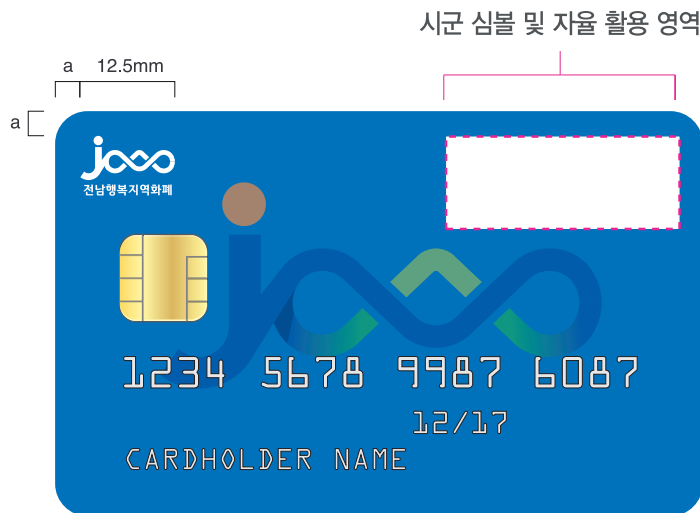 시군 심볼 및 자율 활용 영역
a 12.5mm
a
전남행복지역화폐
1234 5678 9987 6087
12/17
CARDHOLDER NAME